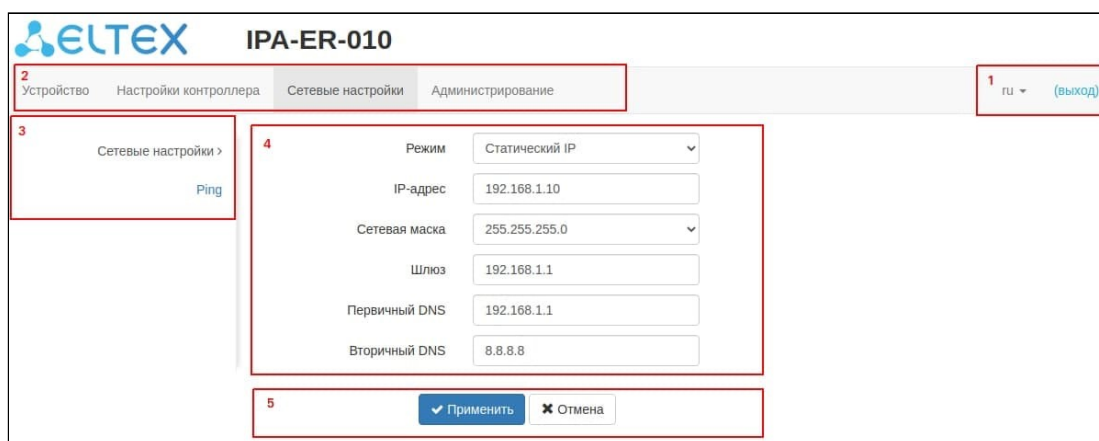 ELTEX IPA-ER-010
2
Устройство Настройки контроллера Сетевые настройки Администрирование
1
ru (выход)
3
Сетевые настройки >
Ping
4
Режим Статический IP
IP-адрес 192.168.1.10
Сетевая маска 255.255.255.0
Шлюз 192.168.1.1
Первичный DNS 192.168.1.1
Вторичный DNS 8.8.8.8
5
✔ Применить ✖ Отмена